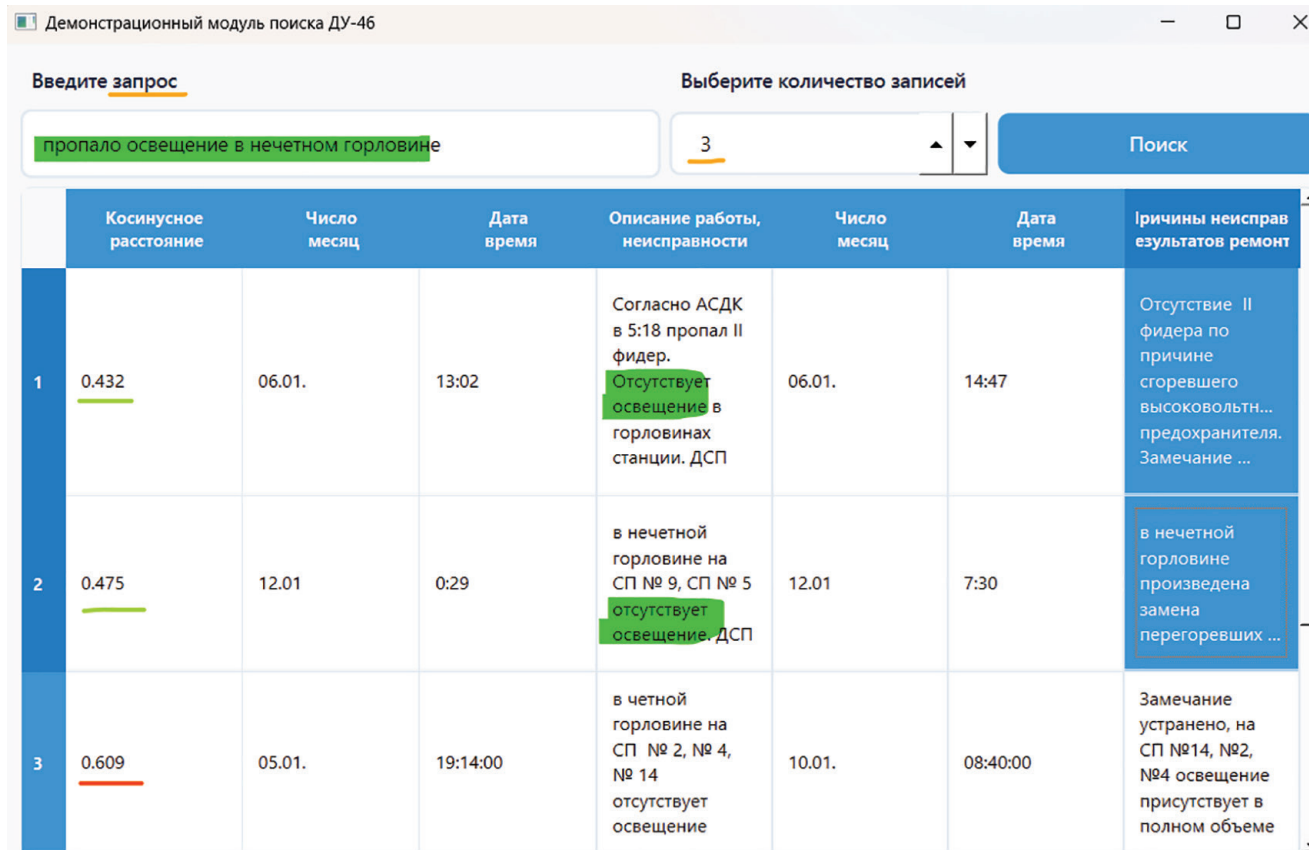 Демонстрационный модуль поиска ДУ-46
Введите запрос
Выберите количество записей
пропало освещение в нечетном горловине
3
Поиск
Косинусное
расстояние
Число
месяц
Дата
время
Описание работы,
неисправности
Число
месяц
Дата
время
Іричины неисправ
езультатов ремонт
1
0.432
06.01.
13:02
Согласно АСДК
в 5:18 пропал II
фидер.
Отсутствует
освещение в
горловинах
станции. ДСП
06.01.
14:47
Отсутствие II
фидера по
причине
сгоревшего
высоковольтн...
предохранителя.
Замечание ...
2
0.475
12.01
0:29
в нечетной
горловине на
СП № 9, СП № 5
отсутствует
освещение. ДСП
12.01
7:30
в нечетной
горловине
произведена
замена
перегоревших ...
3
0.609
05.01.
19:14:00
в четной
горловине на
СП № 2, № 4,
№ 14
отсутствует
освещение
10.01.
08:40:00
Замечание
устранено, на
СП №14, №2,
№4 освещение
присутствует в
полном объеме